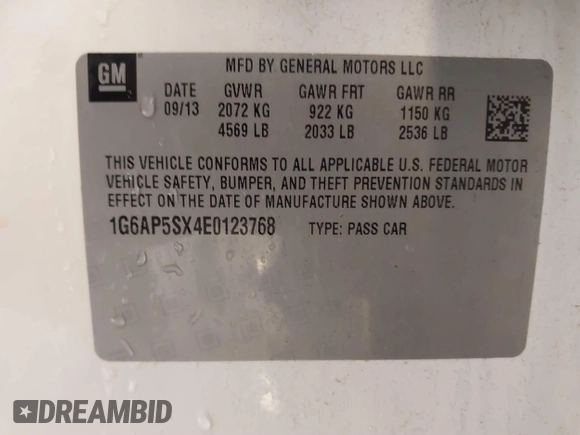 GM
MFD BY GENERAL MOTORS LLC
DATE GVWR GAWR FRT GAWR RR
09/13 2072 KG 922 KG 1150 KG
4569 LB 2033 LB 2536 LB
THIS VEHICLE CONFORMS TO ALL APPLICABLE U.S. FEDERAL MOTOR
VEHICLE SAFETY, BUMPER, AND THEFT PREVENTION STANDARDS IN
EFFECT ON THE DATE OF MANUFACTURE SHOWN ABOVE.
1G6AP5SX4E0123768 TYPE: PASS CAR
DREAMBID